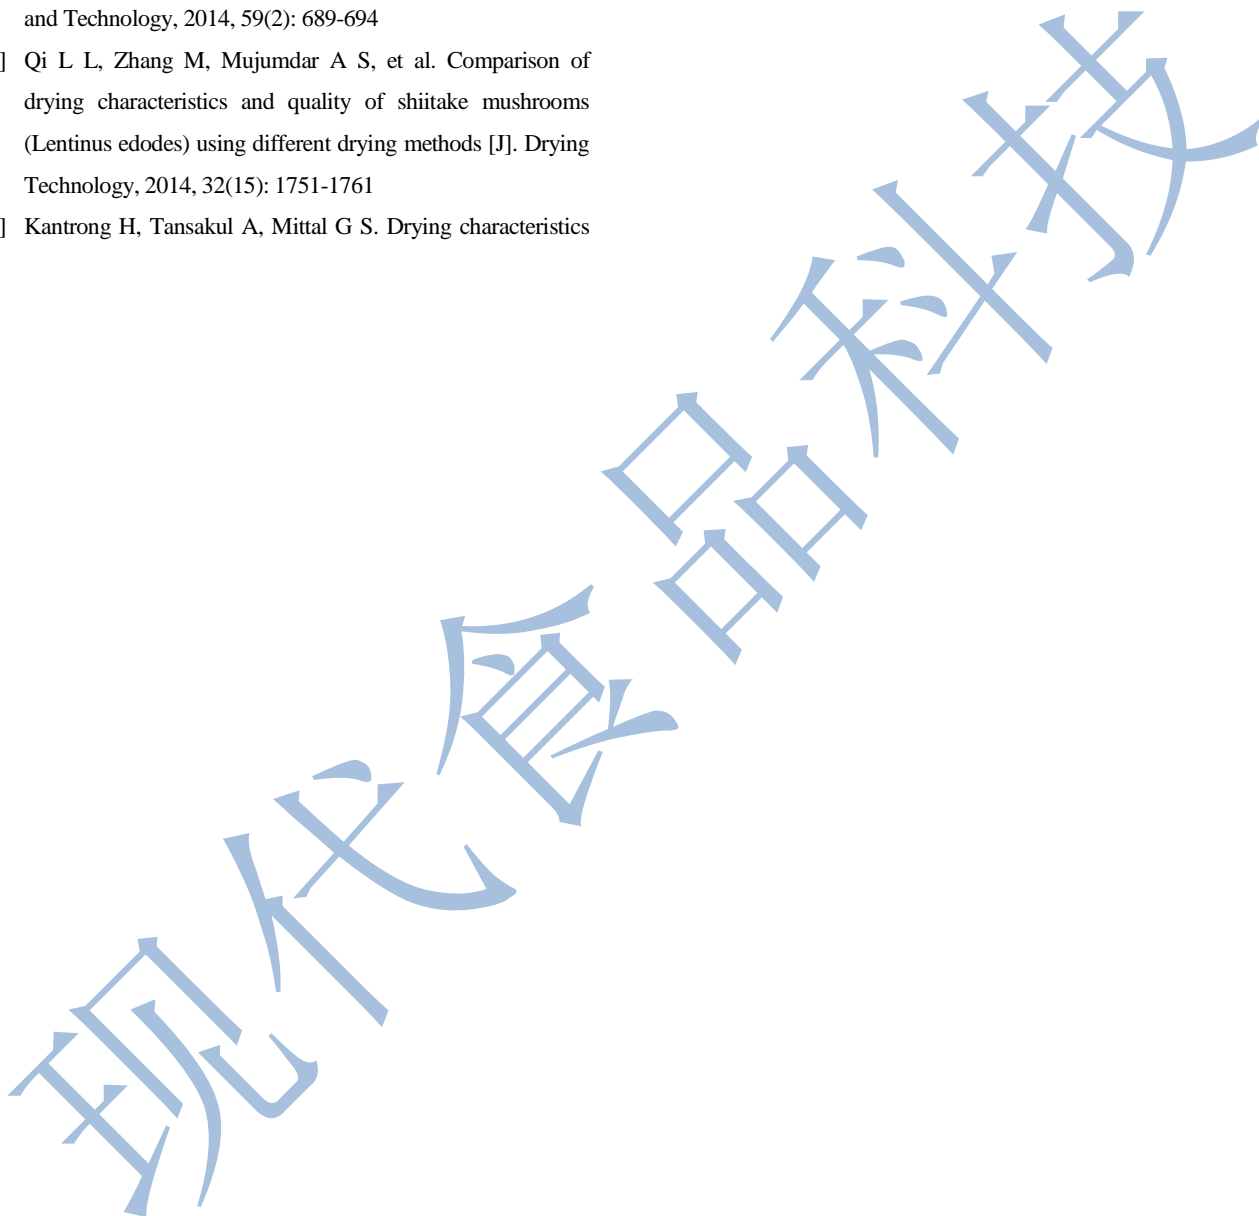 and Technology, 2014, 59(2): 689-694
] Qi L L, Zhang M, Mujumdar A S, et al. Comparison of
drying characteristics and quality of shiitake mushrooms
(Lentinus edodes) using different drying methods [J]. Drying
Technology, 2014, 32(15): 1751-1761
] Kantrong H, Tansakul A, Mittal G S. Drying characteristics
现代食品科技